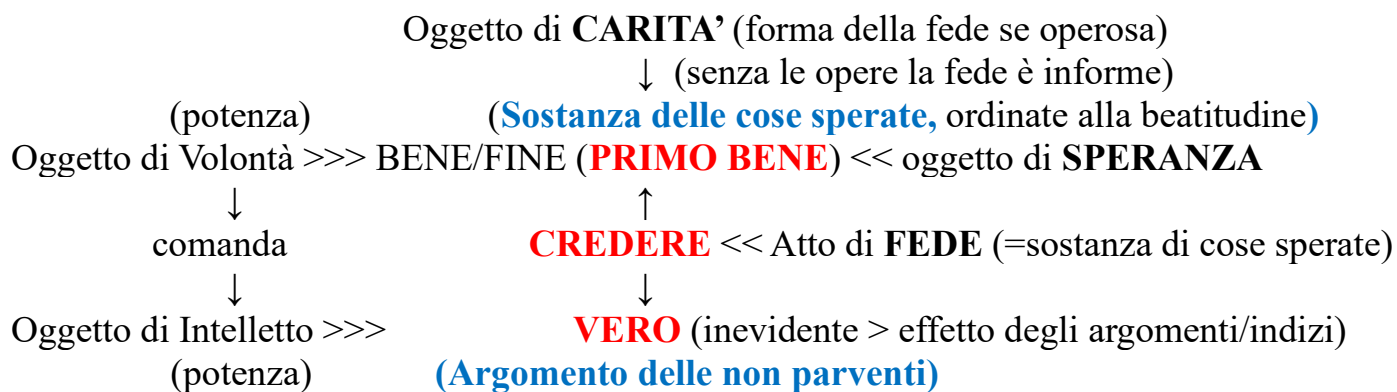 Oggetto di CARITA’ (forma della fede se operosa)
↓ (senza le opere la fede è informe)
(potenza) (Sostanza delle cose sperate, ordinate alla beatitudine)
Oggetto di Volontà >>> BENE/FINE (PRIMO BENE) << oggetto di SPERANZA
↓ ↑
comanda CREDERE << Atto di FEDE (=sostanza di cose sperate)
↓ ↓
Oggetto di Intelletto >>> VERO (inevidente > effetto degli argomenti/indizi)
(potenza) (Argomento delle non parventi)